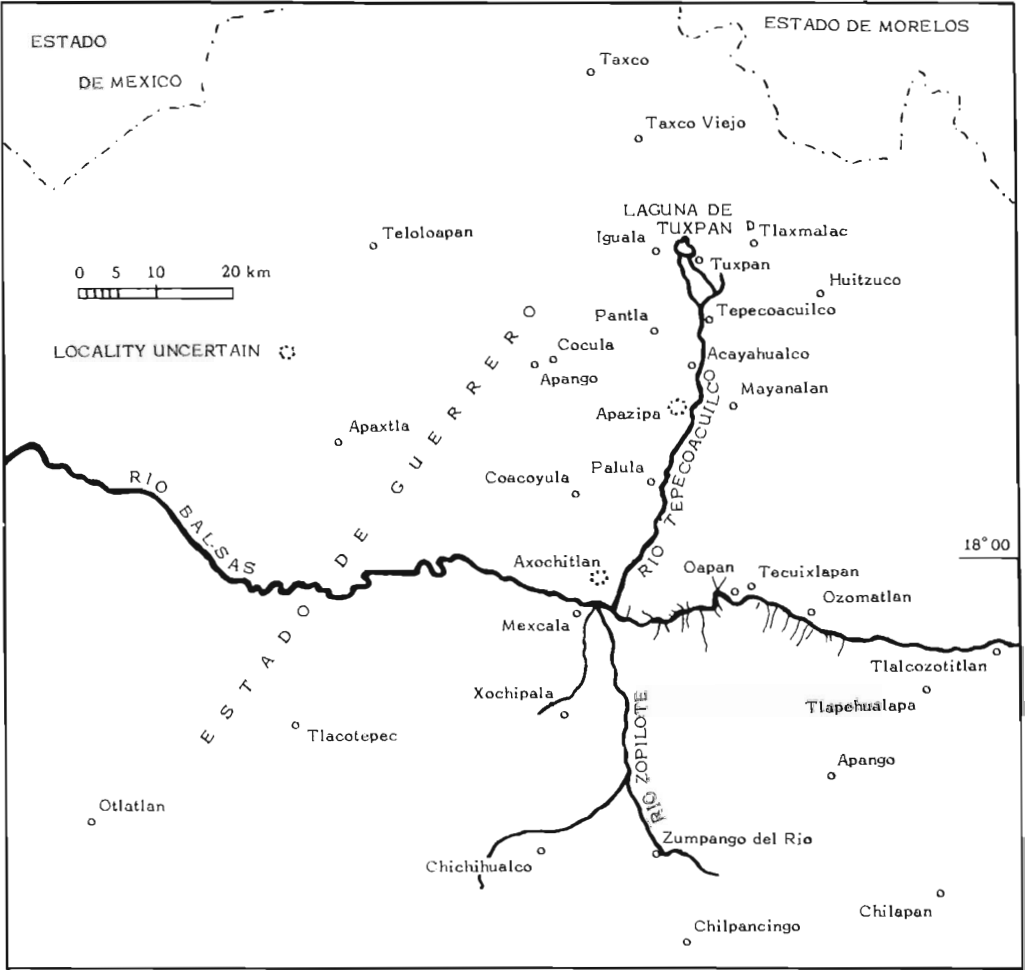 ESTADO
DE MEXICO
ESTADO DE MORELOS
Taxco
Taxco Viejo
LAGUNA DE
TUXPAN
Iguala
Tlaxmalac
Teloloapan
Tuxpan
0 5 10 20 km
Huitzuco
Pantla
Tepecoacuilco
LOCALITY UNCERTAIN
Cocula
Apango
Acayahualco
Mayanalan
Apazipa
Apaxtla
RIO TEPECOACUILCO
ESTADO DE GUERRERO
Coacoyula
Palula
RIO BALSAS
18°00
Axochitlan
Oapan
Tecuixlapan
Ozomatlan
Mexcala
Tlalcozotitlan
Xochipala
Tlapehualapa
Tlacotepec
RIO ZOPILOTE
Apango
Otlatlan
Zumpango del Rio
Chichihualco
Chilapan
Chilpancingo